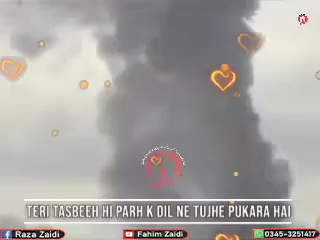 TERI TASBEEH HI PARH K DIL NE TUJHE PUKARA HAI
Raza Zaidi Fahim Zaidi 0345-3251417